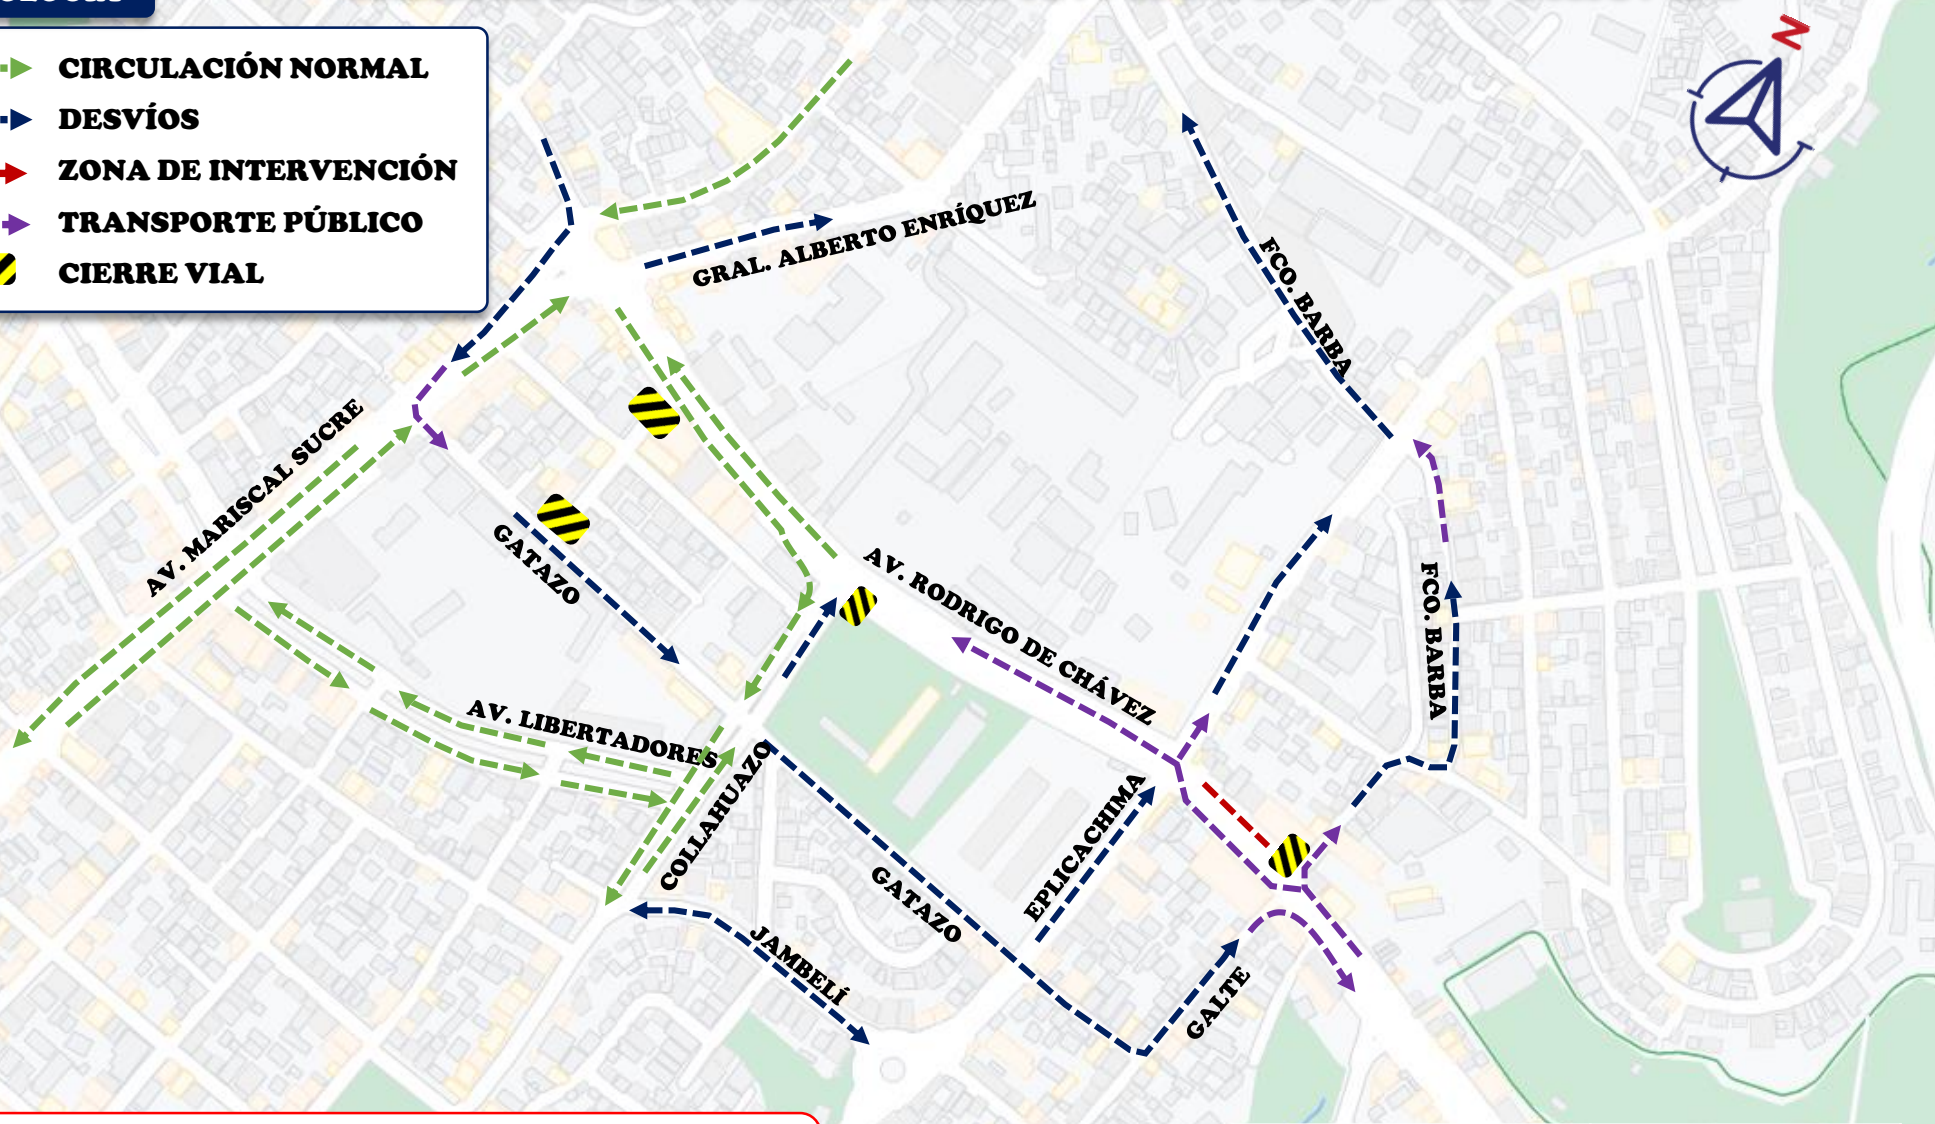 CIRCULACIÓN NORMAL
DESVÍOS
ZONA DE INTERVENCIÓN
TRANSPORTE PÚBLICO
CIERRE VIAL
N
GRAL. ALBERTO ENRÍQUEZ
FCO. BARBA
AV. MARISCAL SUCRE
GATAZO
AV. RODRIGO DE CHÁVEZ
FCO. BARBA
AV. LIBERTADORES
COLLAHUAZO
EPLICACHIMA
GATAZO
JAMBELÍ
GALTE